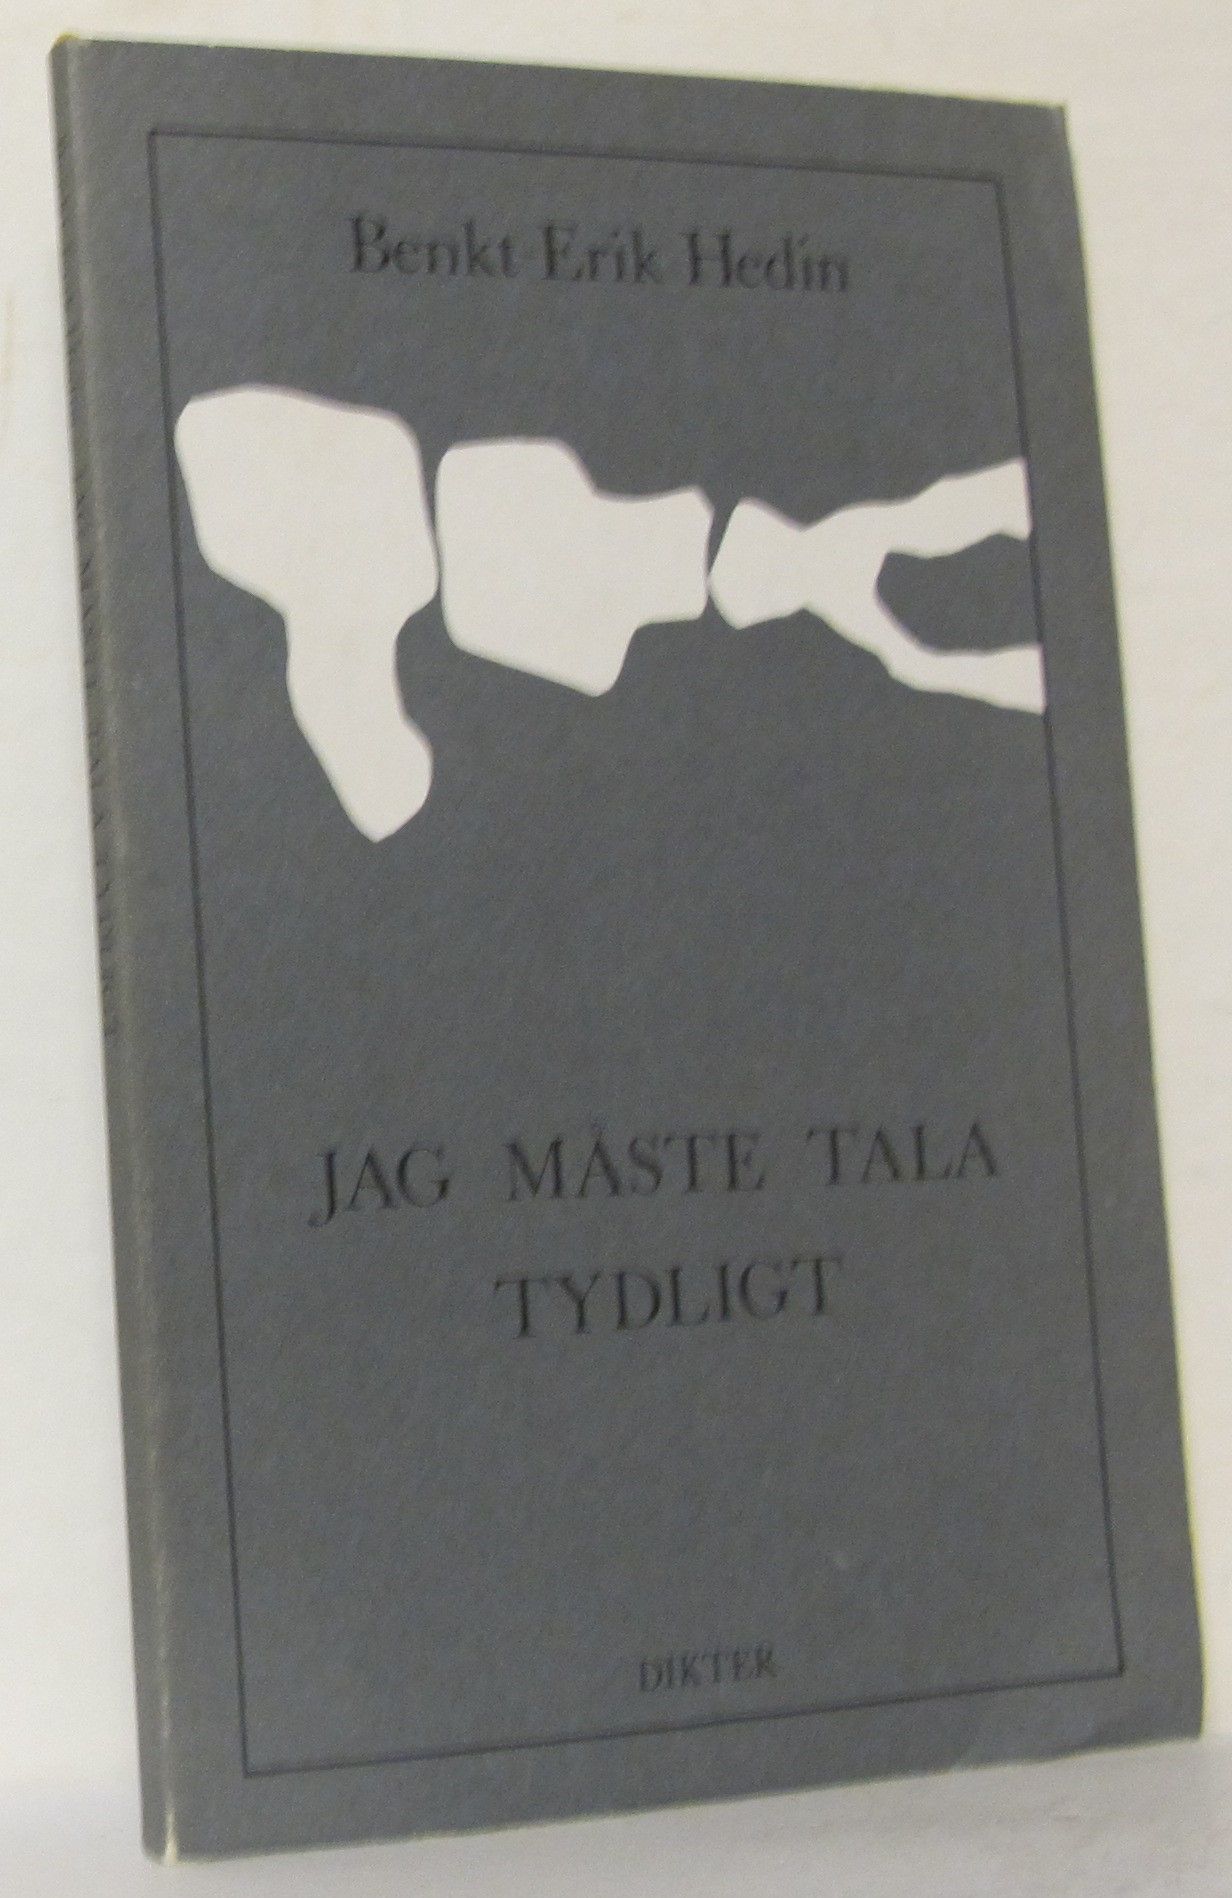 Benkt-Erik Hedin
JAG MÅSTE TALA
TYDLIGT
DIKTER